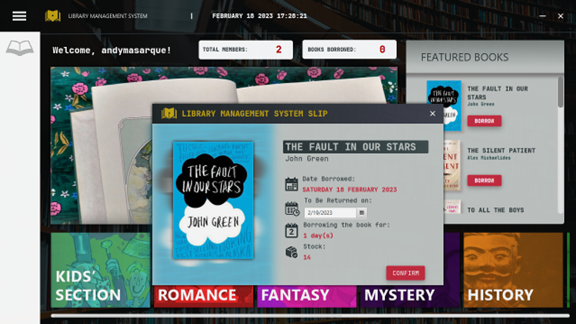 LIBRARY MANAGEMENT SYSTEM
FEBRUARY 18 2023 17:28:21
Welcome, andymasarque!
TOTAL MEMBERS: 2
BOOKS BORROWED: 0
FEATURED BOOKS
THE FAULT IN OUR
STARS
John Green
BORROW
THE SILENT PATIENT
Alex Michaelides
BORROW
TO ALL THE BOYS
LIBRARY MANAGEMENT SYSTEM SLIP
THE FAULT
IN OUR STARS
JOHN GREEN
THE FAULT IN OUR STARS
John Green
Date Borrowed:
SATURDAY 18 FEBRUARY 2023
To Be Returned on:
2/19/2023
Borrowing the book for:
1 day(s)
Stock:
14
CONFIRM
KIDS'
SECTION
ROMANCE
FANTASY
MYSTERY
HISTORY